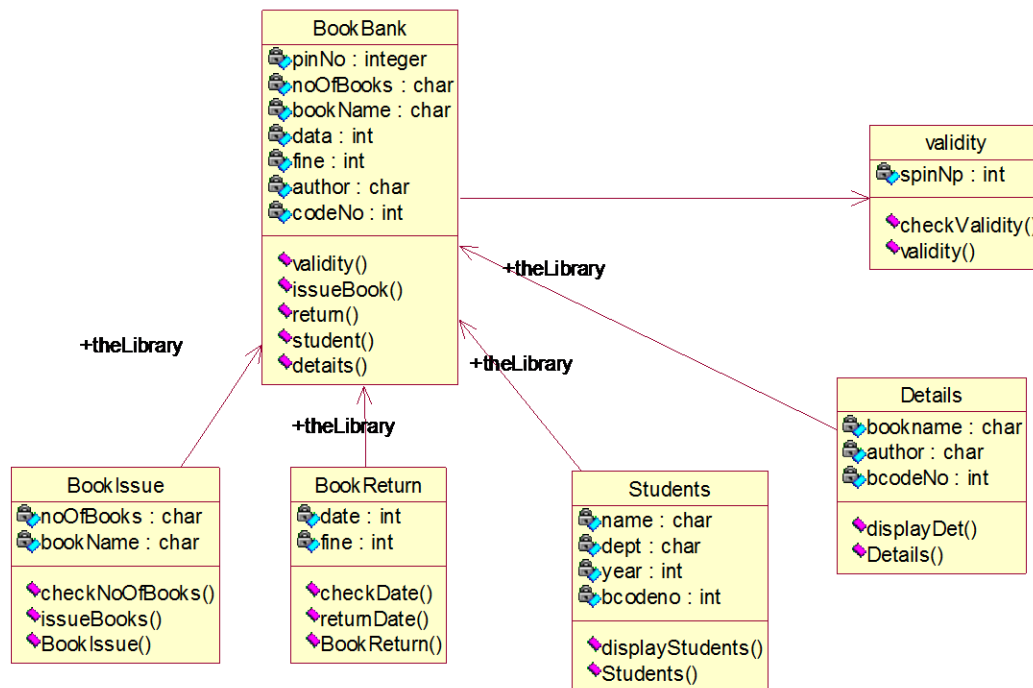 BookBank
pinNo : integer
noOfBooks : char
bookName : char
data : int
fine : int
author : char
codeNo : int
validity()
issueBook()
return()
student()
detaits()
validity
spinNp : int
checkValidity()
validity()
+theLibrary
+theLibrary
+theLibrary
+theLibrary
BookIssue
noOfBooks : char
bookName : char
checkNoOfBooks()
issueBooks()
BookIssue()
BookReturn
date : int
fine : int
checkDate()
returnDate()
BookReturn()
Students
name : char
dept : char
year : int
bcodeno : int
displayStudents()
Students()
Details
bookname : char
author : char
bcodeNo : int
displayDet()
Details()